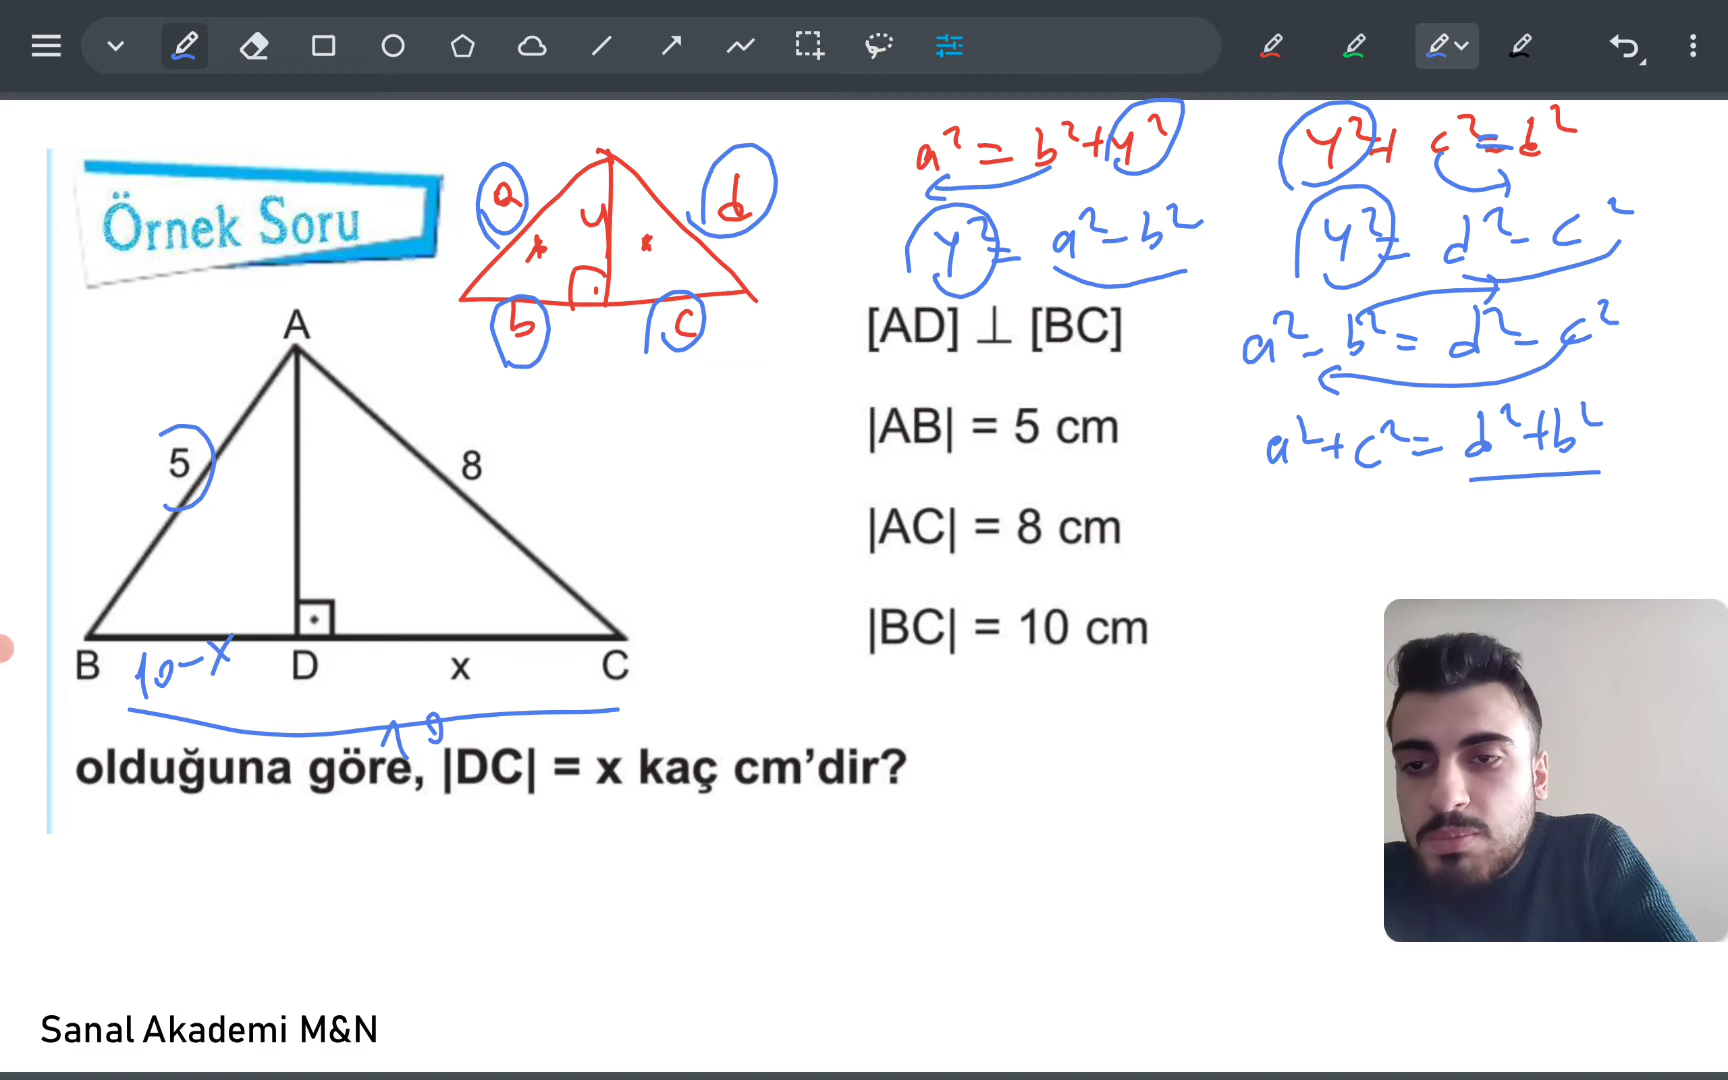 a² = b² + y²
y² + c² = d²
Örnek Soru
a
y
d
y² = a² - b²
y² = d² - c²
b
c
A
[AD] ⊥ [BC]
a² - b² = d² - c²
5
8
|AB| = 5 cm
a² + c² = d² + b²
|AC| = 8 cm
|BC| = 10 cm
B
10-x
D
x
C
10
olduğuna göre, |DC| = x kaç cm'dir?
Sanal Akademi M&N